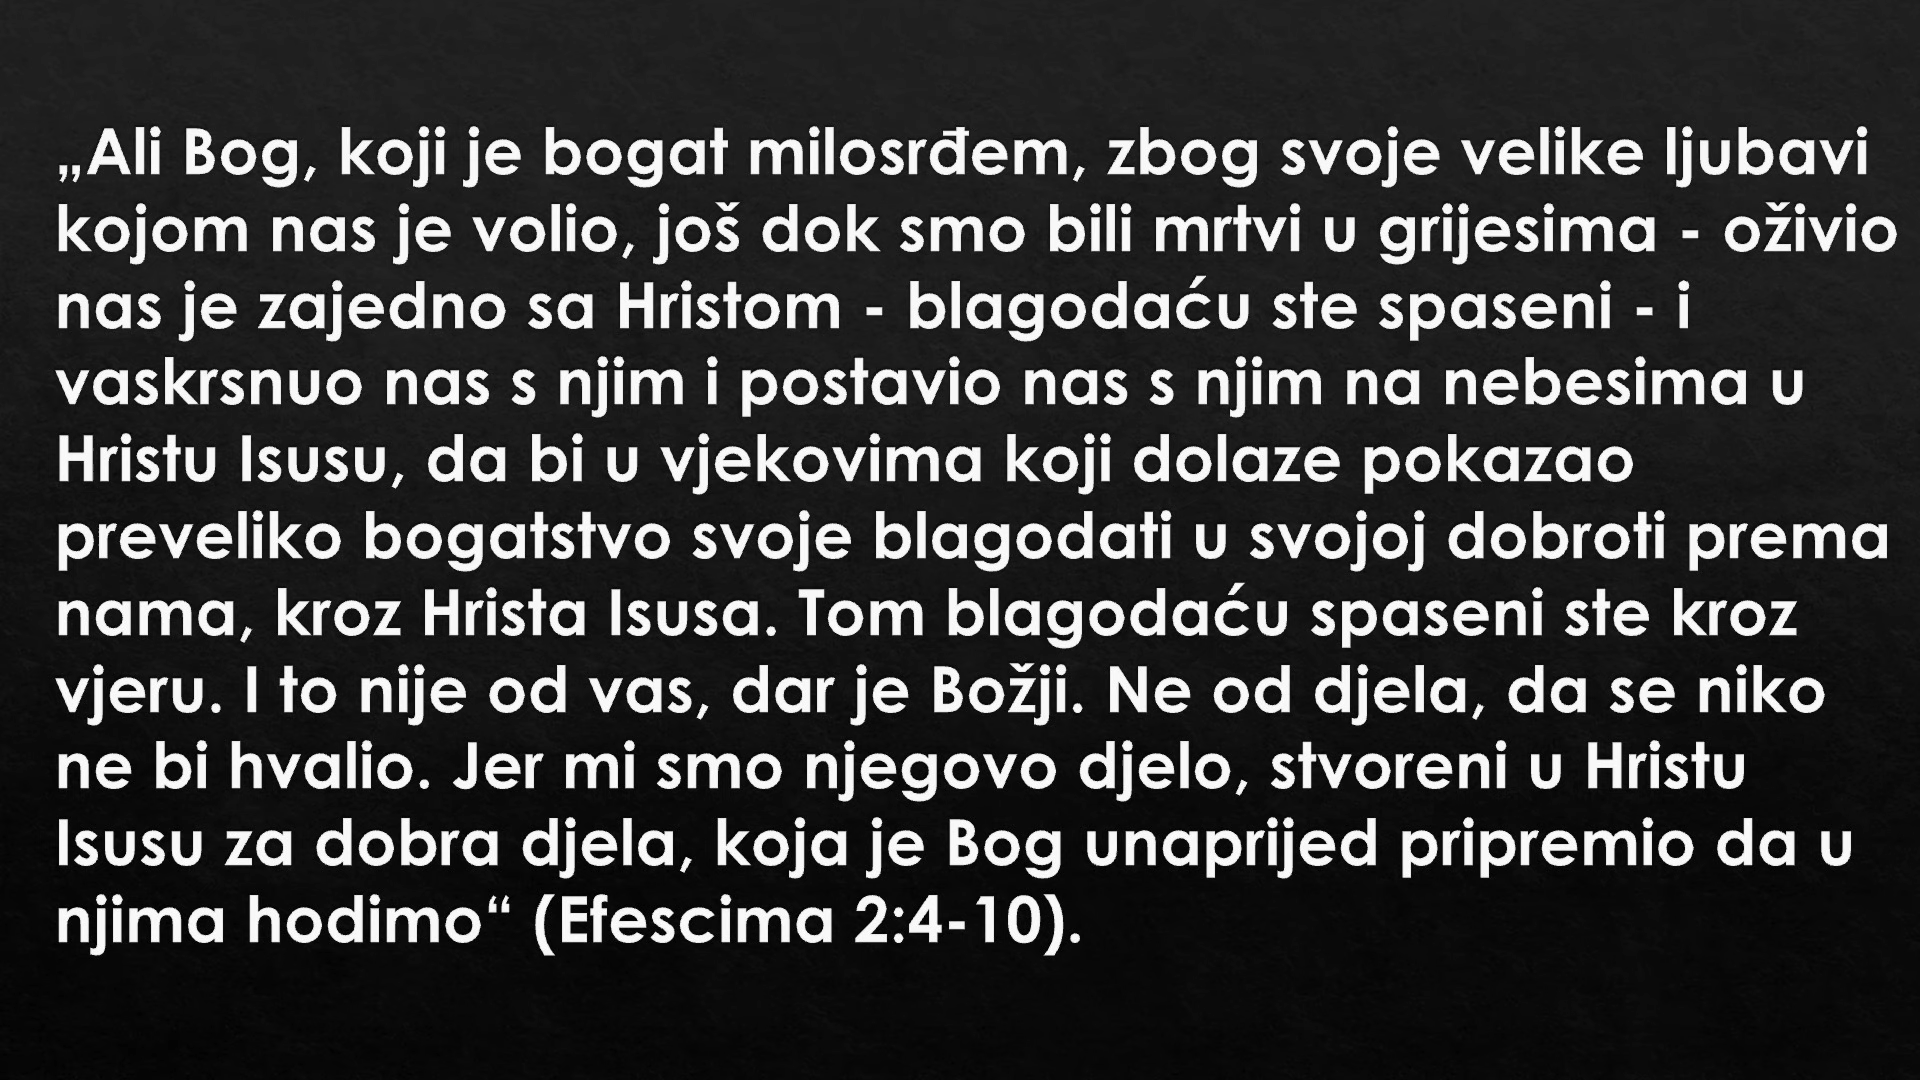 „Ali Bog, koji je bogat milosrđem, zbog svoje velike ljubavi
kojom nas je volio, još dok smo bili mrtvi u grijesima - oživio
nas je zajedno sa Hristom - blagodaću ste spaseni - i
vaskrsnuo nas s njim i postavio nas s njim na nebesima u
Hristu Isusu, da bi u vjekovima koji dolaze pokazao
preveliko bogatstvo svoje blagodati u svojoj dobroti prema
nama, kroz Hrista Isusa. Tom blagodaću spaseni ste kroz
vjeru. I to nije od vas, dar je Božji. Ne od djela, da se niko
ne bi hvalio. Jer mi smo njegovo djelo, stvoreni u Hristu
Isusu za dobra djela, koja je Bog unaprijed pripremio da u
njima hodimo“ (Efescima 2:4-10).